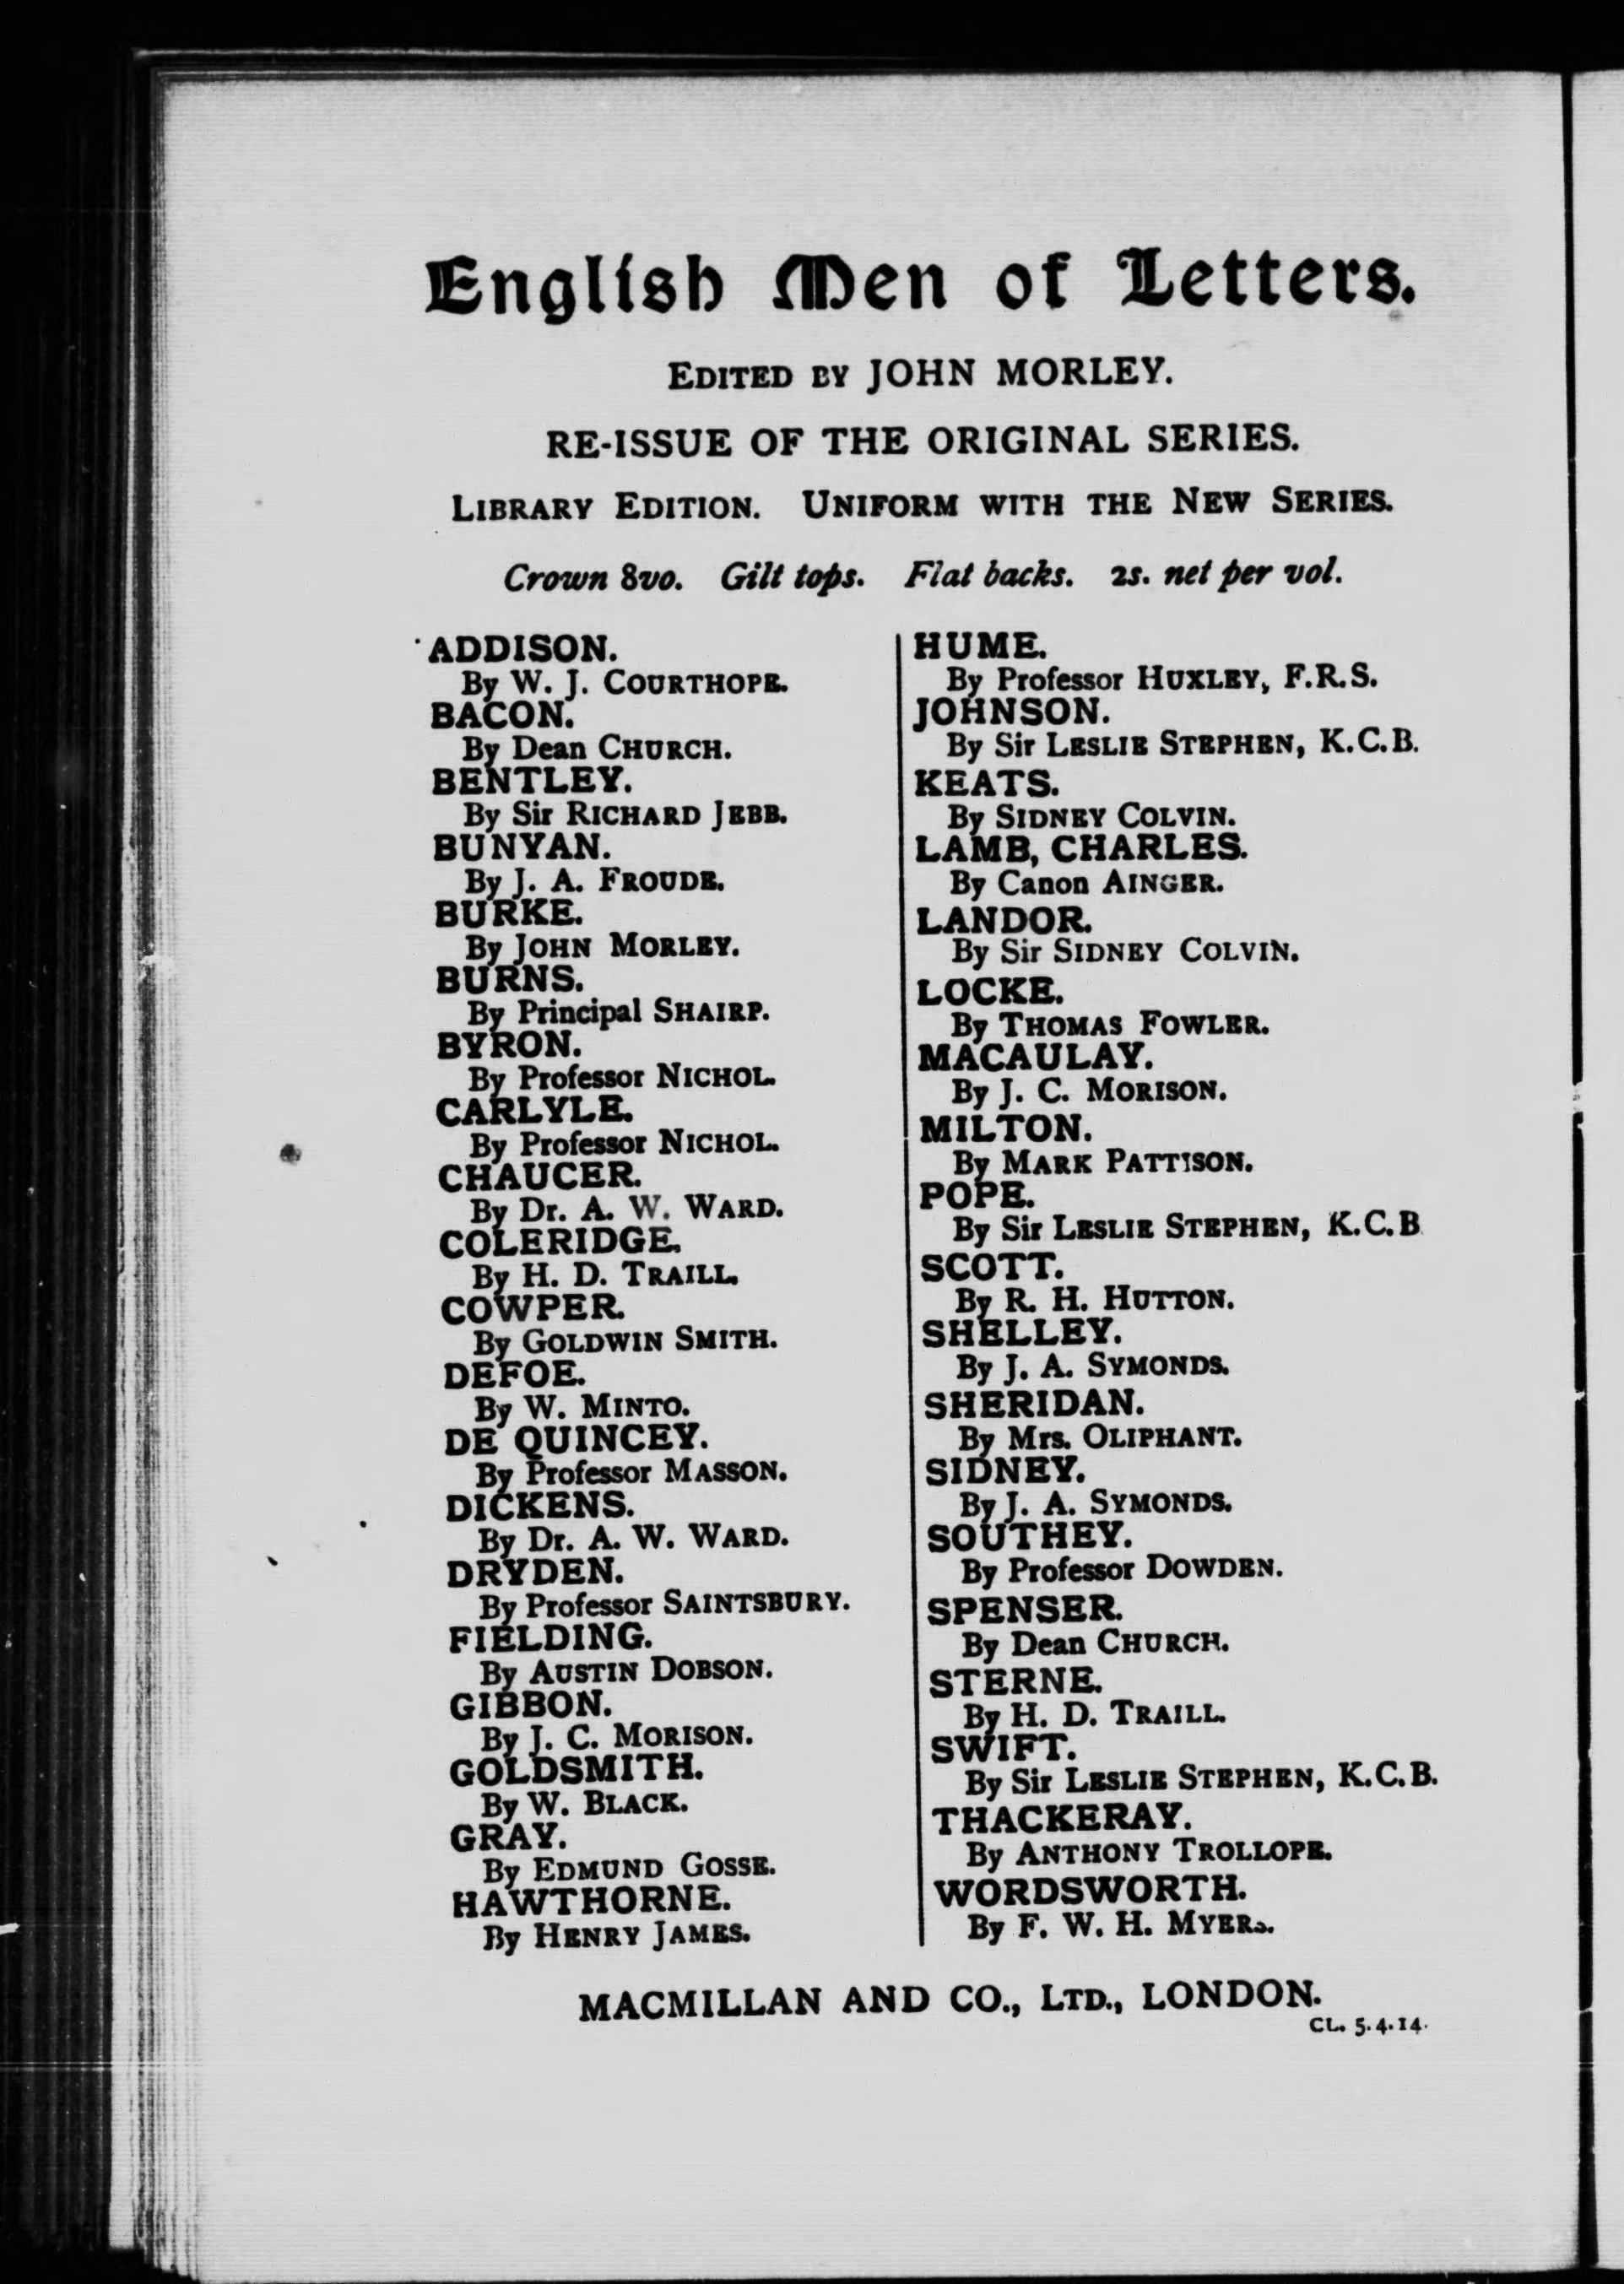 English Men of Letters.
EDITED BY JOHN MORLEY.
RE-ISSUE OF THE ORIGINAL SERIES.
LIBRARY EDITION. UNIFORM WITH THE NEW SERIES.
Crown 8vo. Gilt tops. Flat backs. 2s. net per vol.
ADDISON.
By W. J. COURTHOPE.
BACON.
By Dean CHURCH.
BENTLEY.
By Sir RICHARD JEBB.
BUNYAN.
By J. A. FROUDE.
BURKE.
By JOHN MORLEY.
BURNS.
By Principal SHAIRP.
BYRON.
By Professor NICHOL.
CARLYLE.
By Professor NICHOL.
CHAUCER.
By Dr. A. W. WARD.
COLERIDGE.
By H. D. TRAILL.
COWPER.
By GOLDWIN SMITH.
DEFOE.
By W. MINTO.
DE QUINCEY.
By Professor MASSON.
DICKENS.
By Dr. A. W. WARD.
DRYDEN.
By Professor SAINTSBURY.
FIELDING.
By AUSTIN DOBSON.
GIBBON.
By J. C. MORISON.
GOLDSMITH.
By W. BLACK.
GRAY.
By EDMUND GOSSE.
HAWTHORNE.
By HENRY JAMES.
HUME.
By Professor HUXLEY, F.R.S.
JOHNSON.
By Sir LESLIE STEPHEN, K.C.B.
KEATS.
By SIDNEY COLVIN.
LAMB, CHARLES.
By Canon AINGER.
LANDOR.
By Sir SIDNEY COLVIN.
LOCKE.
By THOMAS FOWLER.
MACAULAY.
By J. C. MORISON.
MILTON.
By MARK PATTISON.
POPE.
By Sir LESLIE STEPHEN, K.C.B
SCOTT.
By R. H. HUTTON.
SHELLEY.
By J. A. SYMONDS.
SHERIDAN.
By Mrs. OLIPHANT.
SIDNEY.
By J. A. SYMONDS.
SOUTHEY.
By Professor DOWDEN.
SPENSER.
By Dean CHURCH.
STERNE.
By H. D. TRAILL.
SWIFT.
By Sir LESLIE STEPHEN, K.C.B.
THACKERAY.
By ANTHONY TROLLOPE.
WORDSWORTH.
By F. W. H. MYERS.
MACMILLAN AND CO., LTD., LONDON.
CL. 5.4.14.